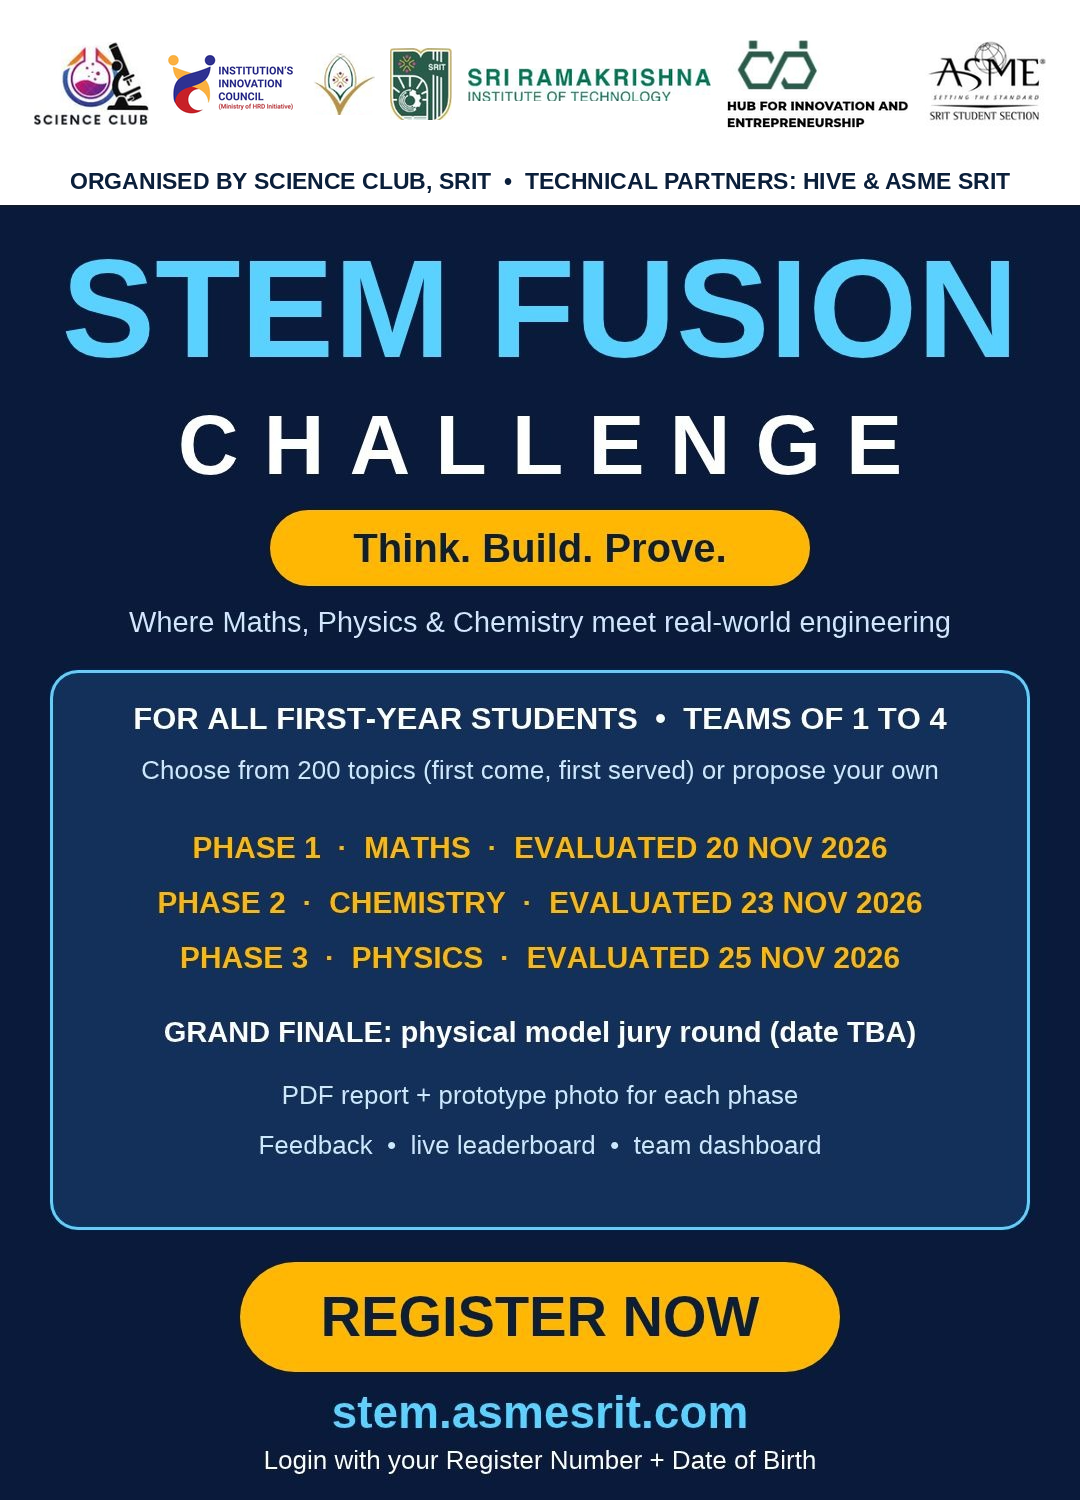 SCIENCE CLUB
INSTITUTION'S
INNOVATION
COUNCIL
(Ministry of HRD Initiative)
SRIT
SRI RAMAKRISHNA
INSTITUTE OF TECHNOLOGY
HUB FOR INNOVATION AND
ENTREPRENEURSHIP
ASME®
SETTING THE STANDARD
SRIT STUDENT SECTION
ORGANISED BY SCIENCE CLUB, SRIT • TECHNICAL PARTNERS: HIVE & ASME SRIT
STEM FUSION
CHALLENGE
Think. Build. Prove.
Where Maths, Physics & Chemistry meet real-world engineering
FOR ALL FIRST-YEAR STUDENTS • TEAMS OF 1 TO 4
Choose from 200 topics (first come, first served) or propose your own
PHASE 1 · MATHS · EVALUATED 20 NOV 2026
PHASE 2 · CHEMISTRY · EVALUATED 23 NOV 2026
PHASE 3 · PHYSICS · EVALUATED 25 NOV 2026
GRAND FINALE: physical model jury round (date TBA)
PDF report + prototype photo for each phase
Feedback • live leaderboard • team dashboard
REGISTER NOW
stem.asmesrit.com
Login with your Register Number + Date of Birth